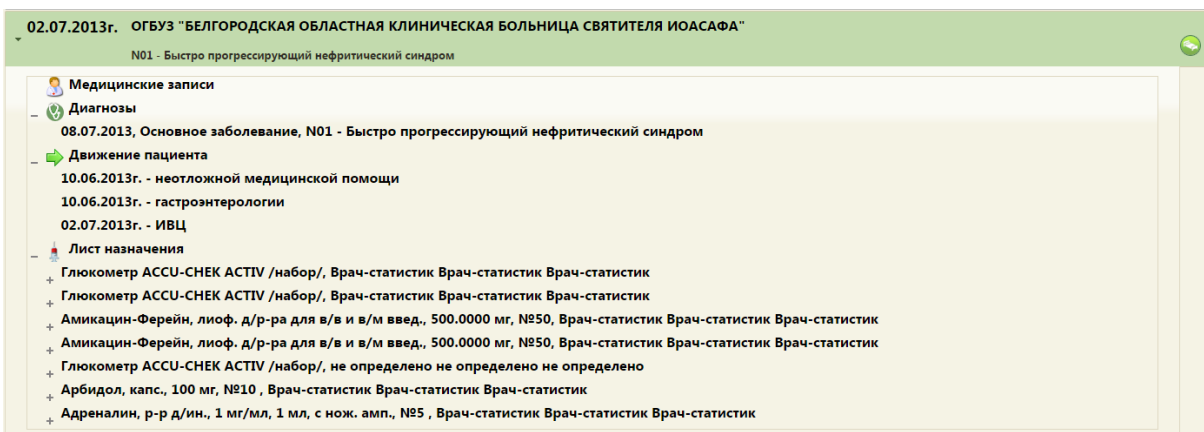 02.07.2013г. ОГБУЗ "БЕЛГОРОДСКАЯ ОБЛАСТНАЯ КЛИНИЧЕСКАЯ БОЛЬНИЦА СВЯТИТЕЛЯ ИОАСАФА"
N01 - Быстро прогрессирующий нефритический синдром
Медицинские записи
Диагнозы
08.07.2013, Основное заболевание, N01 - Быстро прогрессирующий нефритический синдром
Движение пациента
10.06.2013г. - неотложной медицинской помощи
10.06.2013г. - гастроэнтерологии
02.07.2013г. - ИВЦ
Лист назначения
Глюкометр ACCU-CHEK ACTIV /набор/, Врач-статистик Врач-статистик Врач-статистик
Глюкометр ACCU-CHEK ACTIV /набор/, Врач-статистик Врач-статистик Врач-статистик
Амикацин-Ферейн, лиоф. д/р-ра для в/в и в/м введ., 500.0000 мг, №50, Врач-статистик Врач-статистик Врач-статистик
Амикацин-Ферейн, лиоф. д/р-ра для в/в и в/м введ., 500.0000 мг, №50, Врач-статистик Врач-статистик Врач-статистик
Глюкометр ACCU-CHEK ACTIV /набор/, не определено не определено не определено
Арбидол, капс., 100 мг, №10 , Врач-статистик Врач-статистик Врач-статистик
Адреналин, р-р д/ин., 1 мг/мл, 1 мл, с нож. амп., №5 , Врач-статистик Врач-статистик Врач-статистик